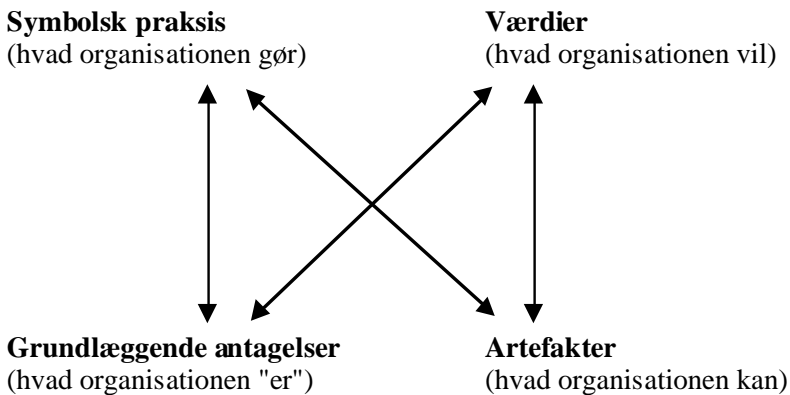 Symbolsk praksis
(hvad organisationen gør)
Værdier
(hvad organisationen vil)
Grundlæggende antagelser
(hvad organisationen "er")
Artefakter
(hvad organisationen kan)